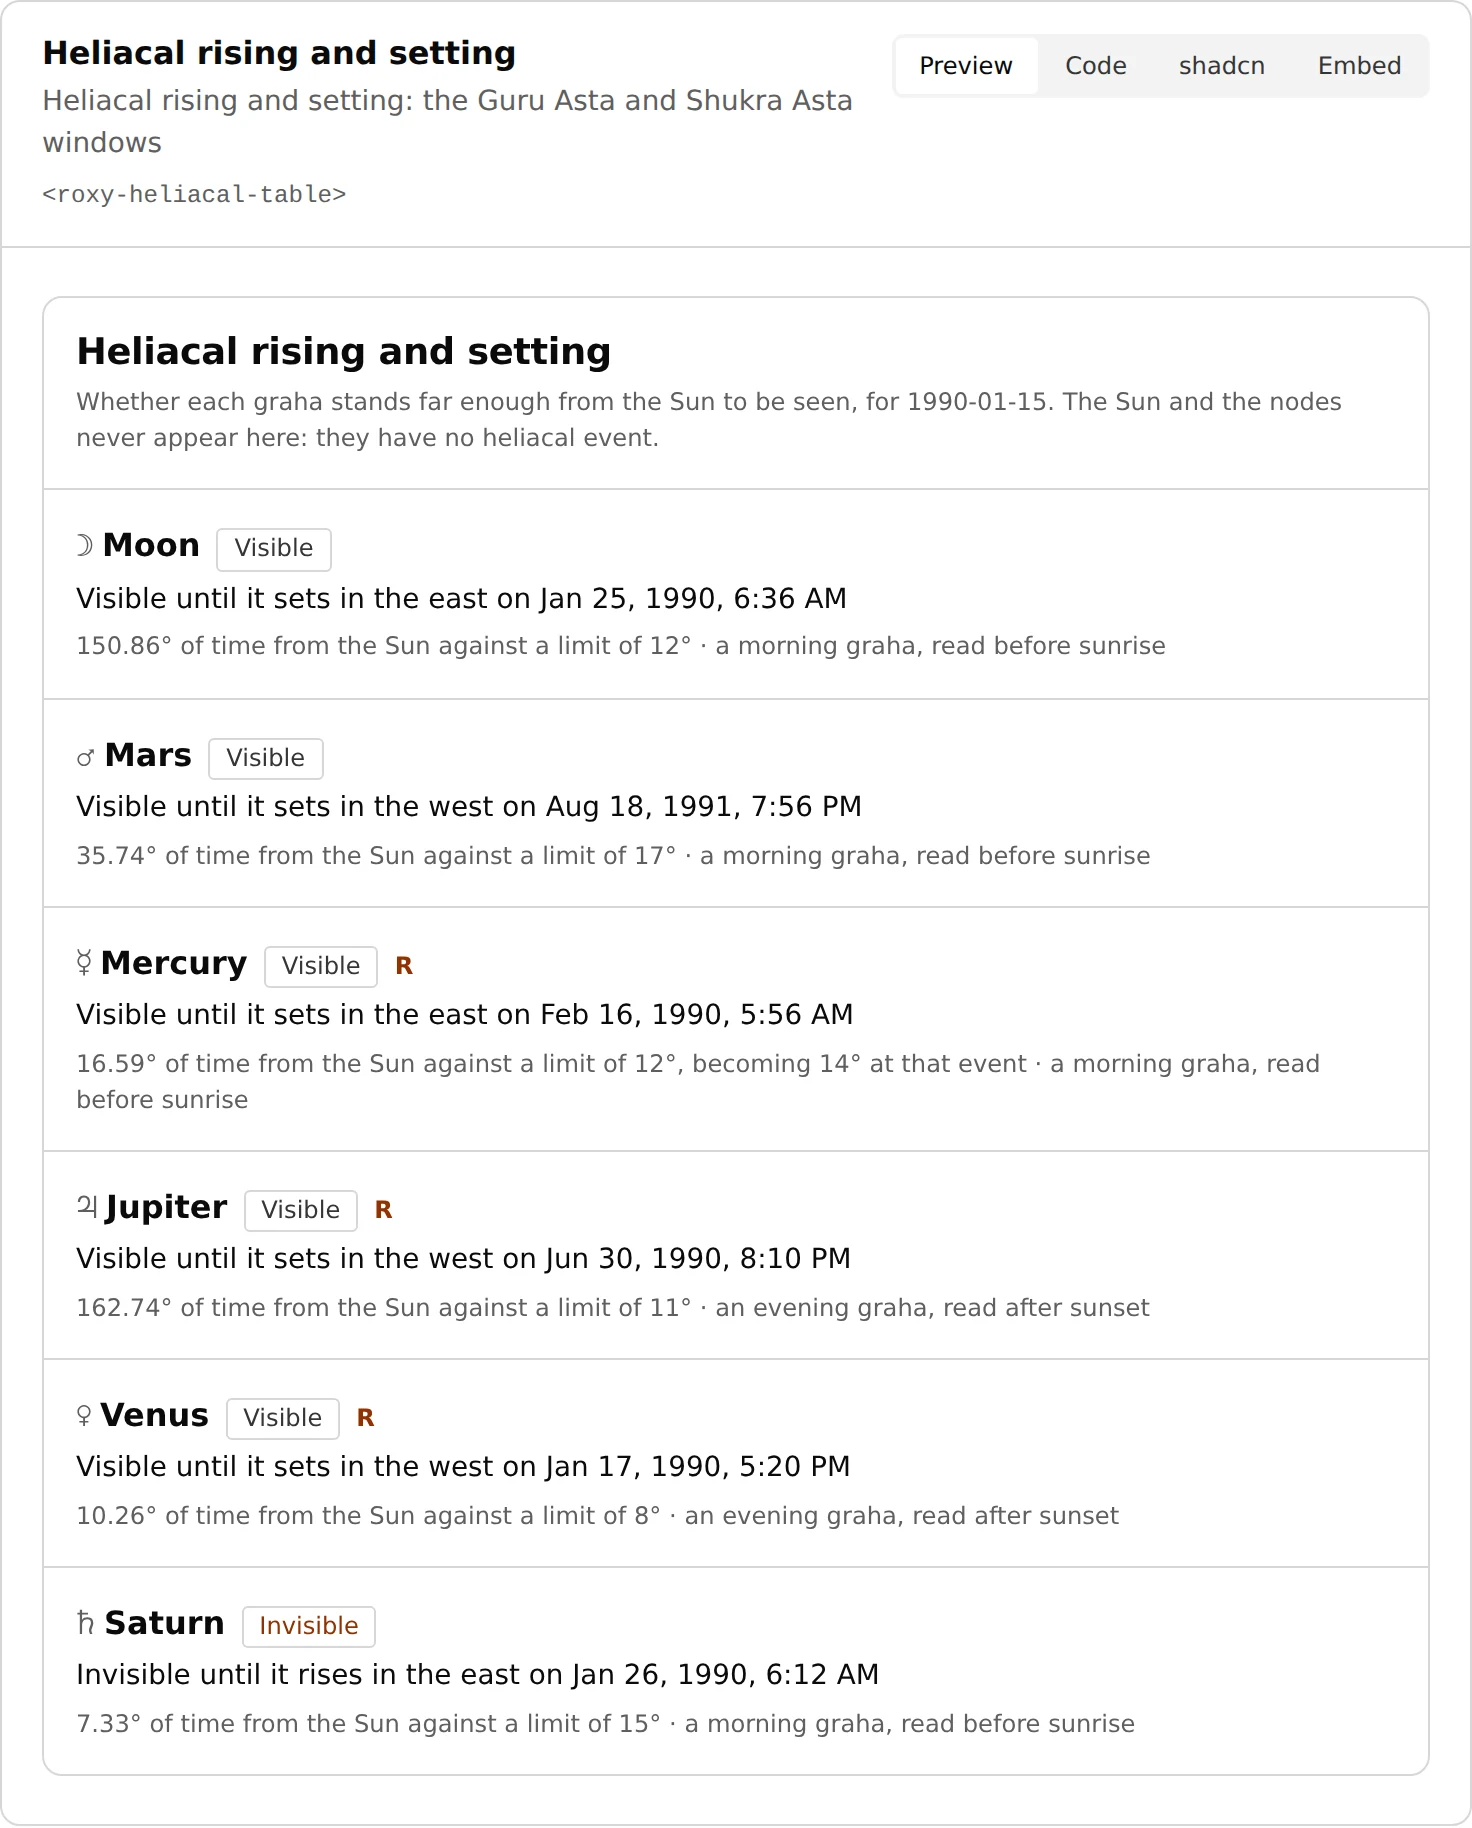 Heliacal rising and setting
Preview Code shadcn Embed
Heliacal rising and setting: the Guru Asta and Shukra Asta
windows
<roxy-heliacal-table>
Heliacal rising and setting
Whether each graha stands far enough from the Sun to be seen, for 1990-01-15. The Sun and the nodes
never appear here: they have no heliacal event.
☽ Moon Visible
Visible until it sets in the east on Jan 25, 1990, 6:36 AM
150.86° of time from the Sun against a limit of 12° · a morning graha, read before sunrise
♂ Mars Visible
Visible until it sets in the west on Aug 18, 1991, 7:56 PM
35.74° of time from the Sun against a limit of 17° · a morning graha, read before sunrise
☿ Mercury Visible R
Visible until it sets in the east on Feb 16, 1990, 5:56 AM
16.59° of time from the Sun against a limit of 12°, becoming 14° at that event · a morning graha, read
before sunrise
♃ Jupiter Visible R
Visible until it sets in the west on Jun 30, 1990, 8:10 PM
162.74° of time from the Sun against a limit of 11° · an evening graha, read after sunset
♀ Venus Visible R
Visible until it sets in the west on Jan 17, 1990, 5:20 PM
10.26° of time from the Sun against a limit of 8° · an evening graha, read after sunset
♄ Saturn Invisible
Invisible until it rises in the east on Jan 26, 1990, 6:12 AM
7.33° of time from the Sun against a limit of 15° · a morning graha, read before sunrise